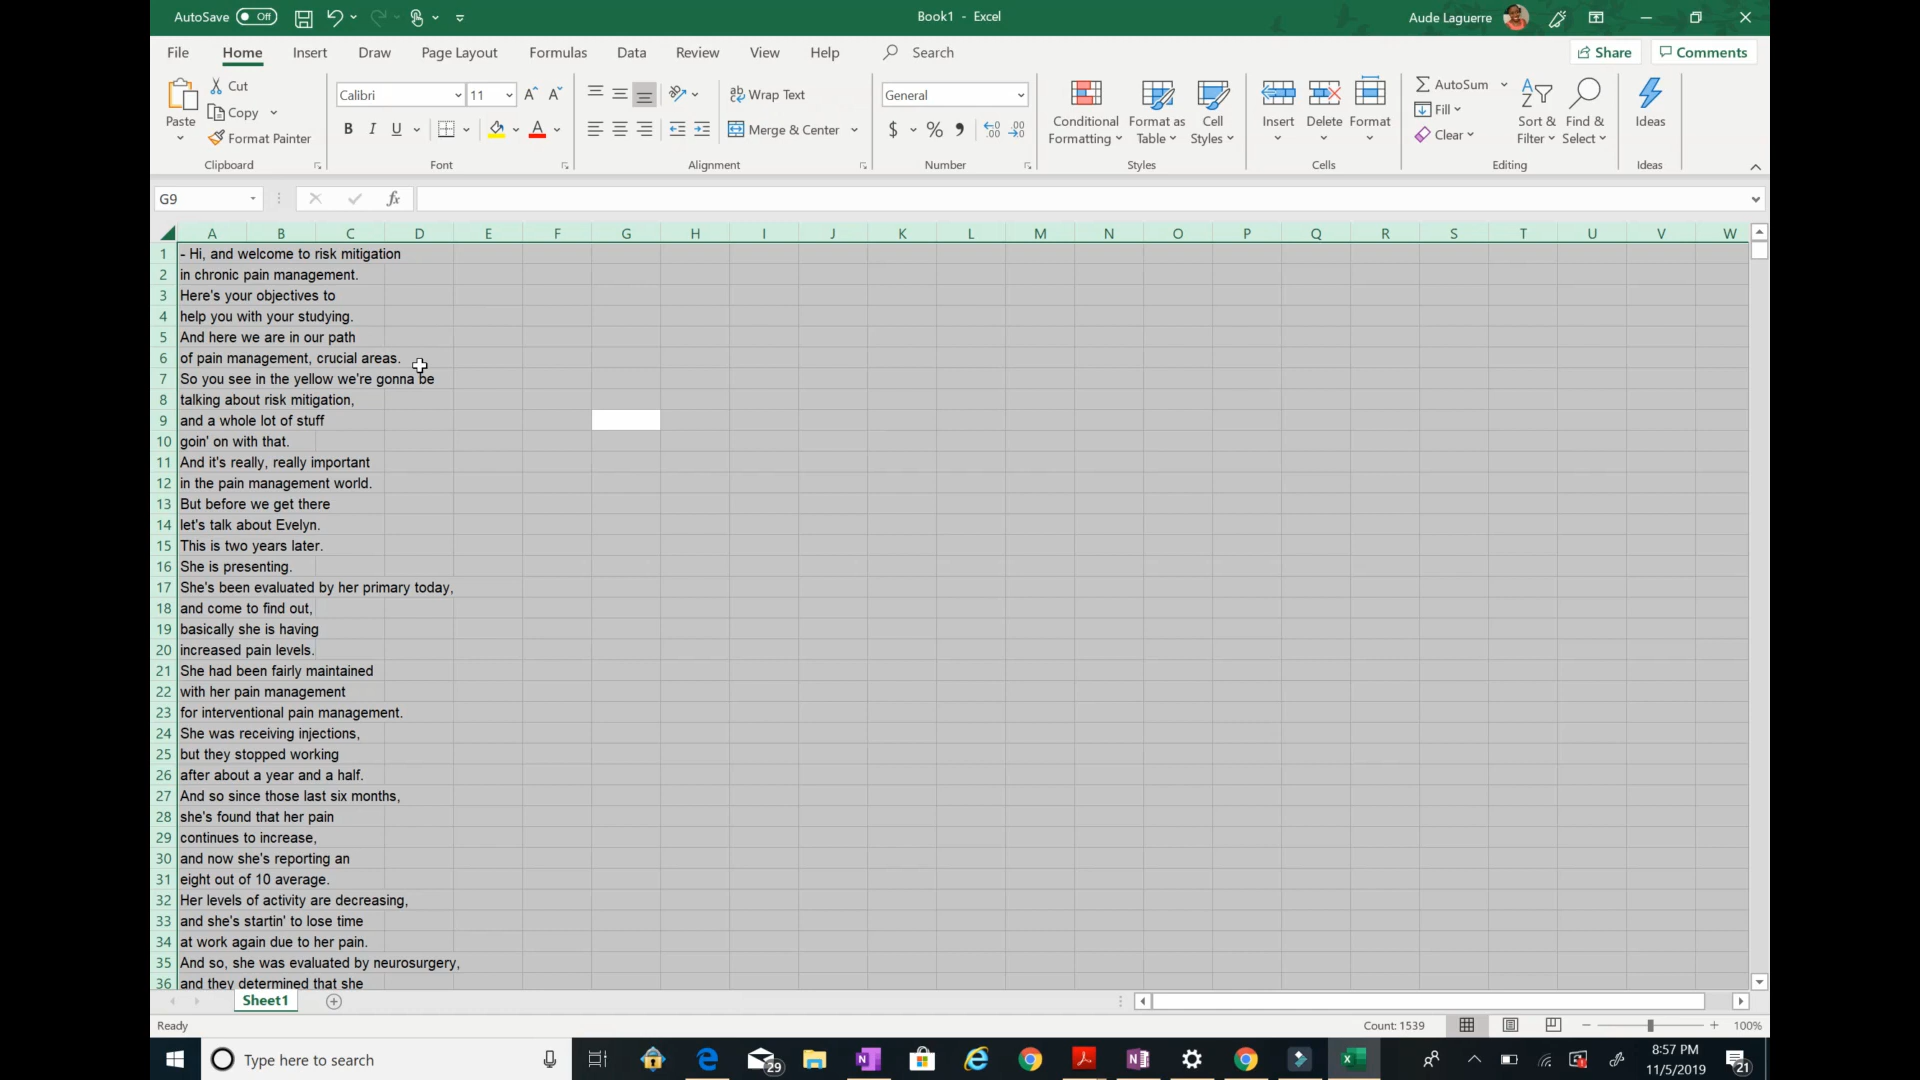 AutoSave Off
Book1 - Excel
Aude Laguerre
File Home Insert Draw Page Layout Formulas Data Review View Help Search
Share Comments
Paste
Cut
Copy
Format Painter
Clipboard
Calibri 11
B I U
Font
Wrap Text
Merge & Center
Alignment
General
$ % ,
Number
Conditional Formatting
Format as Table
Cell Styles
Styles
Insert Delete Format
Cells
AutoSum
Fill
Clear
Sort & Filter
Find & Select
Editing
Ideas
Ideas
G9
fx
A B C D E F G H I J K L M N O P Q R S T U V W
1 - Hi, and welcome to risk mitigation
2 in chronic pain management.
3 Here's your objectives to
4 help you with your studying.
5 And here we are in our path
6 of pain management, crucial areas.
7 So you see in the yellow we're gonna be
8 talking about risk mitigation,
9 and a whole lot of stuff
10 goin' on with that.
11 And it's really, really important
12 in the pain management world.
13 But before we get there
14 let's talk about Evelyn.
15 This is two years later.
16 She is presenting.
17 She's been evaluated by her primary today,
18 and come to find out,
19 basically she is having
20 increased pain levels.
21 She had been fairly maintained
22 with her pain management
23 for interventional pain management.
24 She was receiving injections,
25 but they stopped working
26 after about a year and a half.
27 And so since those last six months,
28 she's found that her pain
29 continues to increase,
30 and now she's reporting an
31 eight out of 10 average.
32 Her levels of activity are decreasing,
33 and she's startin' to lose time
34 at work again due to her pain.
35 And so, she was evaluated by neurosurgery,
36 and they determined that she
Sheet1
Ready
Count: 1539
100%
Type here to search
29
8:57 PM
11/5/2019
21